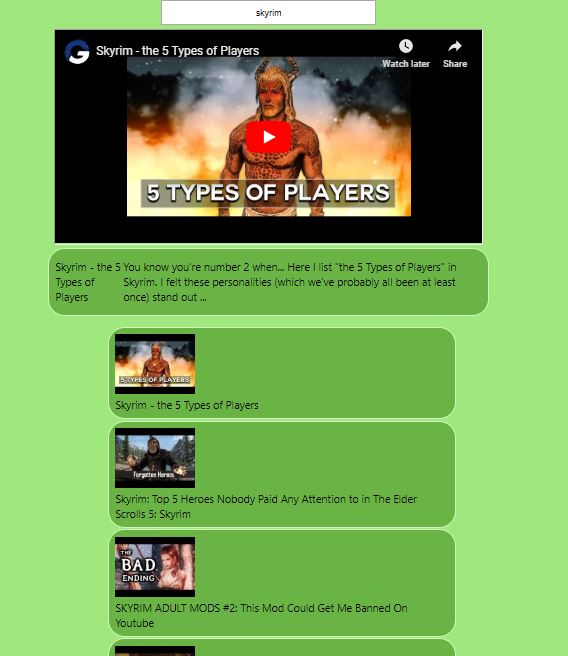 skyrim
Skyrim - the 5 Types of Players
Watch later
Share
5 TYPES OF PLAYERS
Skyrim - the 5
Types of
Players
You know you're number 2 when... Here I list "the 5 Types of Players" in
Skyrim. I felt these personalities (which we've probably all been at least
once) stand out ...
5 TYPES OF PLAYERS
Skyrim - the 5 Types of Players
Forgotten Heroes
Skyrim: Top 5 Heroes Nobody Paid Any Attention to in The Elder
Scrolls 5: Skyrim
THE
BAD
ENDING
SKYRIM ADULT MODS #2: This Mod Could Get Me Banned On
Youtube